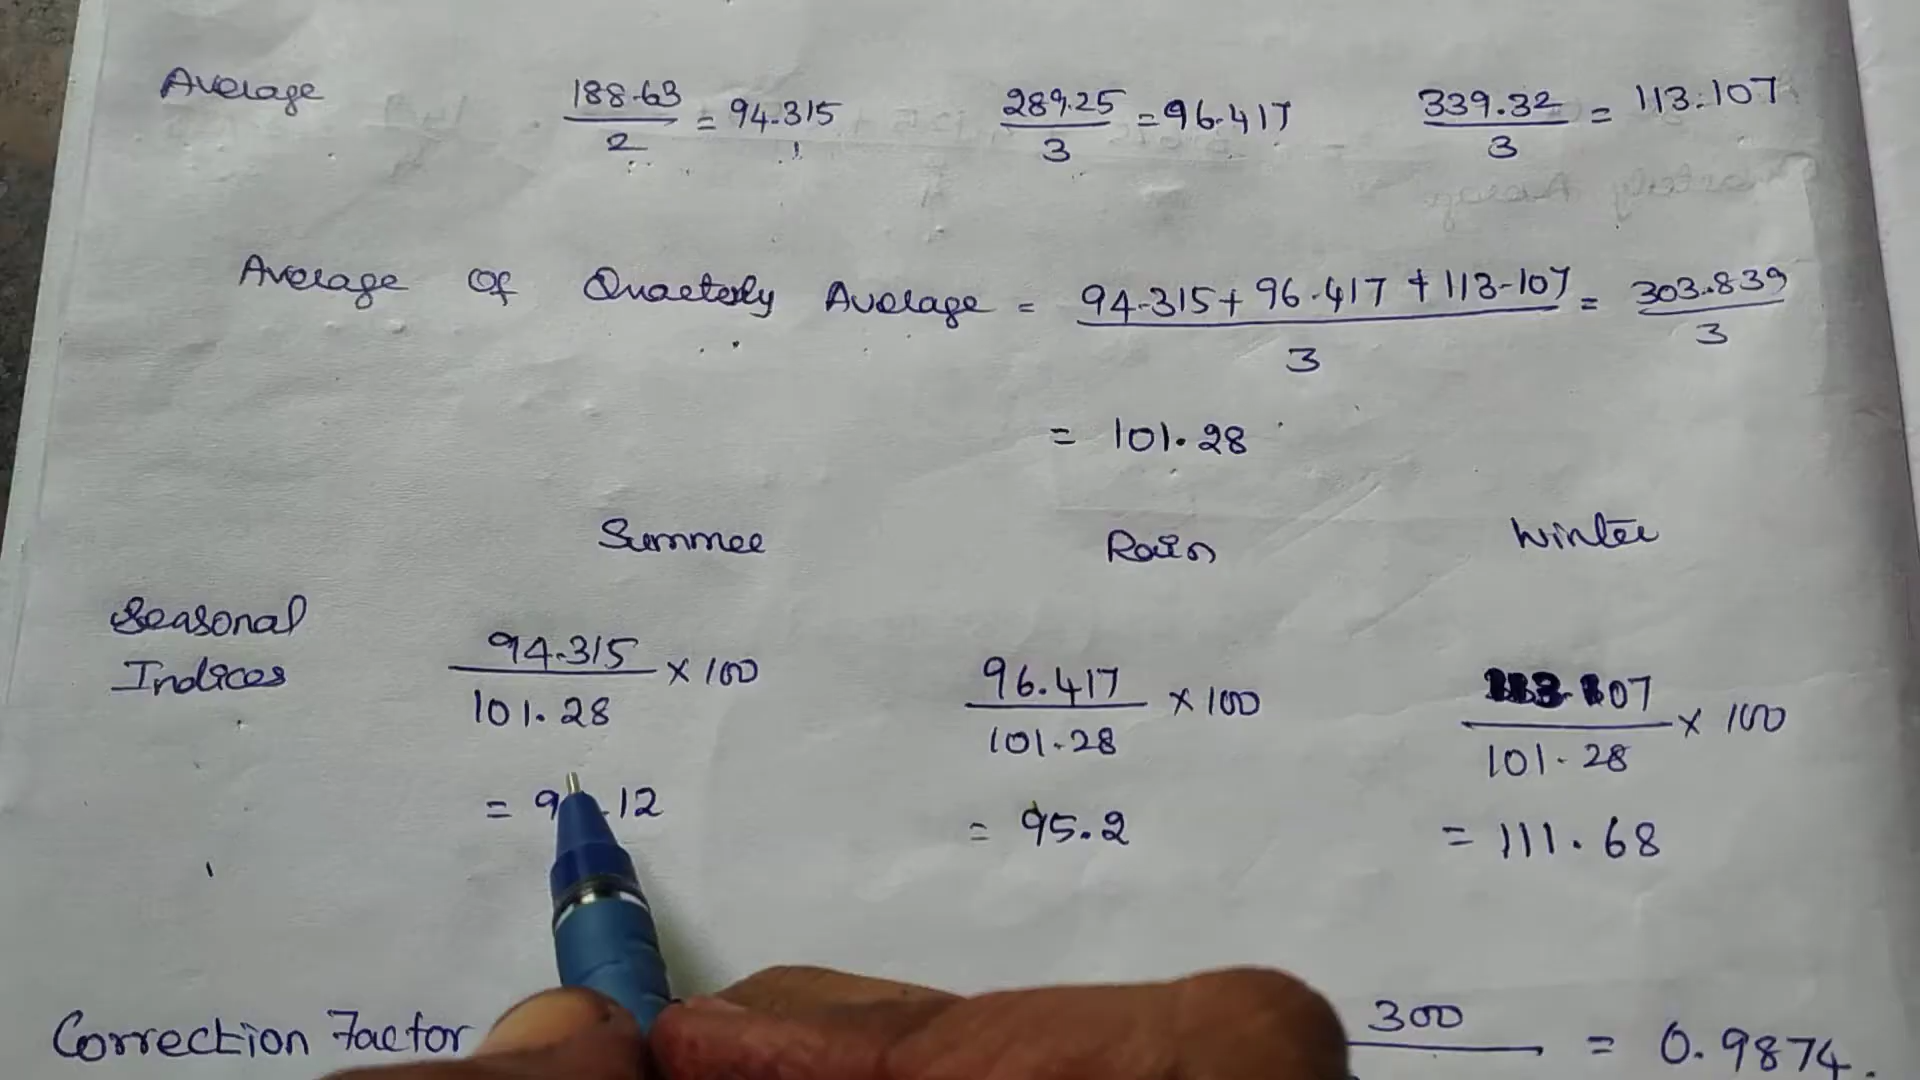 Average 188.63/2 = 94.315 289.25/3 = 96.417 339.32/3 = 113.107
Average Of Quarterly Average = 94.315 + 96.417 + 113.107 / 3 = 303.839 / 3
= 101.28
Summer Rain Winter
Seasonal Indices 94.315/101.28 × 100 96.417/101.28 × 100 113.107/101.28 × 100
= 95.2 = 111.68
Correction Factor 300 = 0.9874.